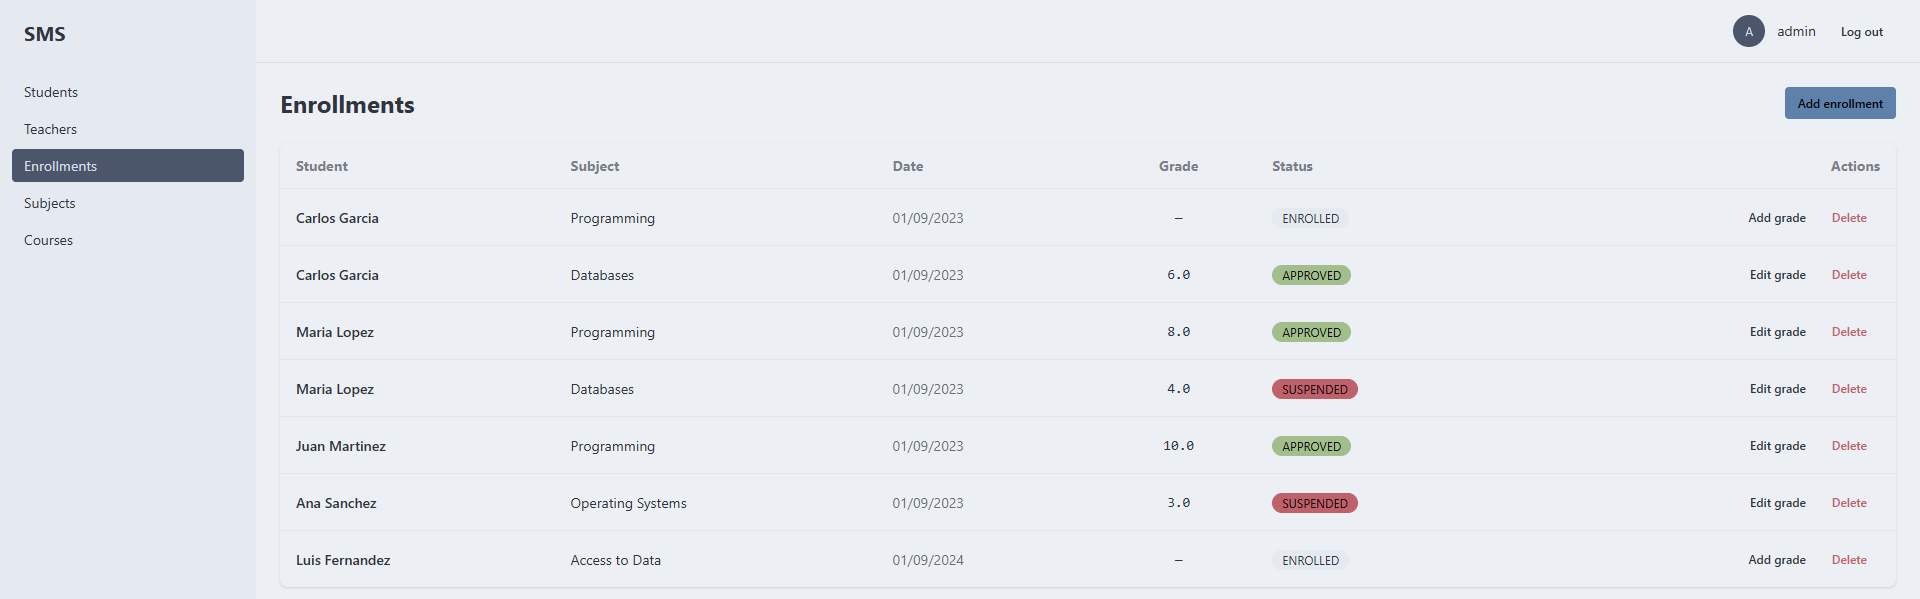 SMS
A admin Log out
Students
Teachers
Enrollments
Subjects
Courses
Enrollments Add enrollment
Student Subject Date Grade Status Actions
Carlos Garcia Programming 01/09/2023 – ENROLLED Add grade Delete
Carlos Garcia Databases 01/09/2023 6.0 APPROVED Edit grade Delete
Maria Lopez Programming 01/09/2023 8.0 APPROVED Edit grade Delete
Maria Lopez Databases 01/09/2023 4.0 SUSPENDED Edit grade Delete
Juan Martinez Programming 01/09/2023 10.0 APPROVED Edit grade Delete
Ana Sanchez Operating Systems 01/09/2023 3.0 SUSPENDED Edit grade Delete
Luis Fernandez Access to Data 01/09/2024 – ENROLLED Add grade Delete